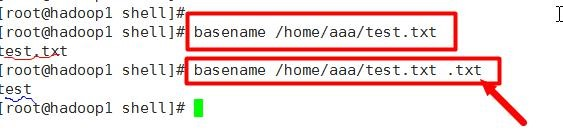 [root@hadoop1 shell]#
[root@hadoop1 shell]# basename /home/aaa/test.txt
test.txt
[root@hadoop1 shell]# basename /home/aaa/test.txt .txt
test
[root@hadoop1 shell]#